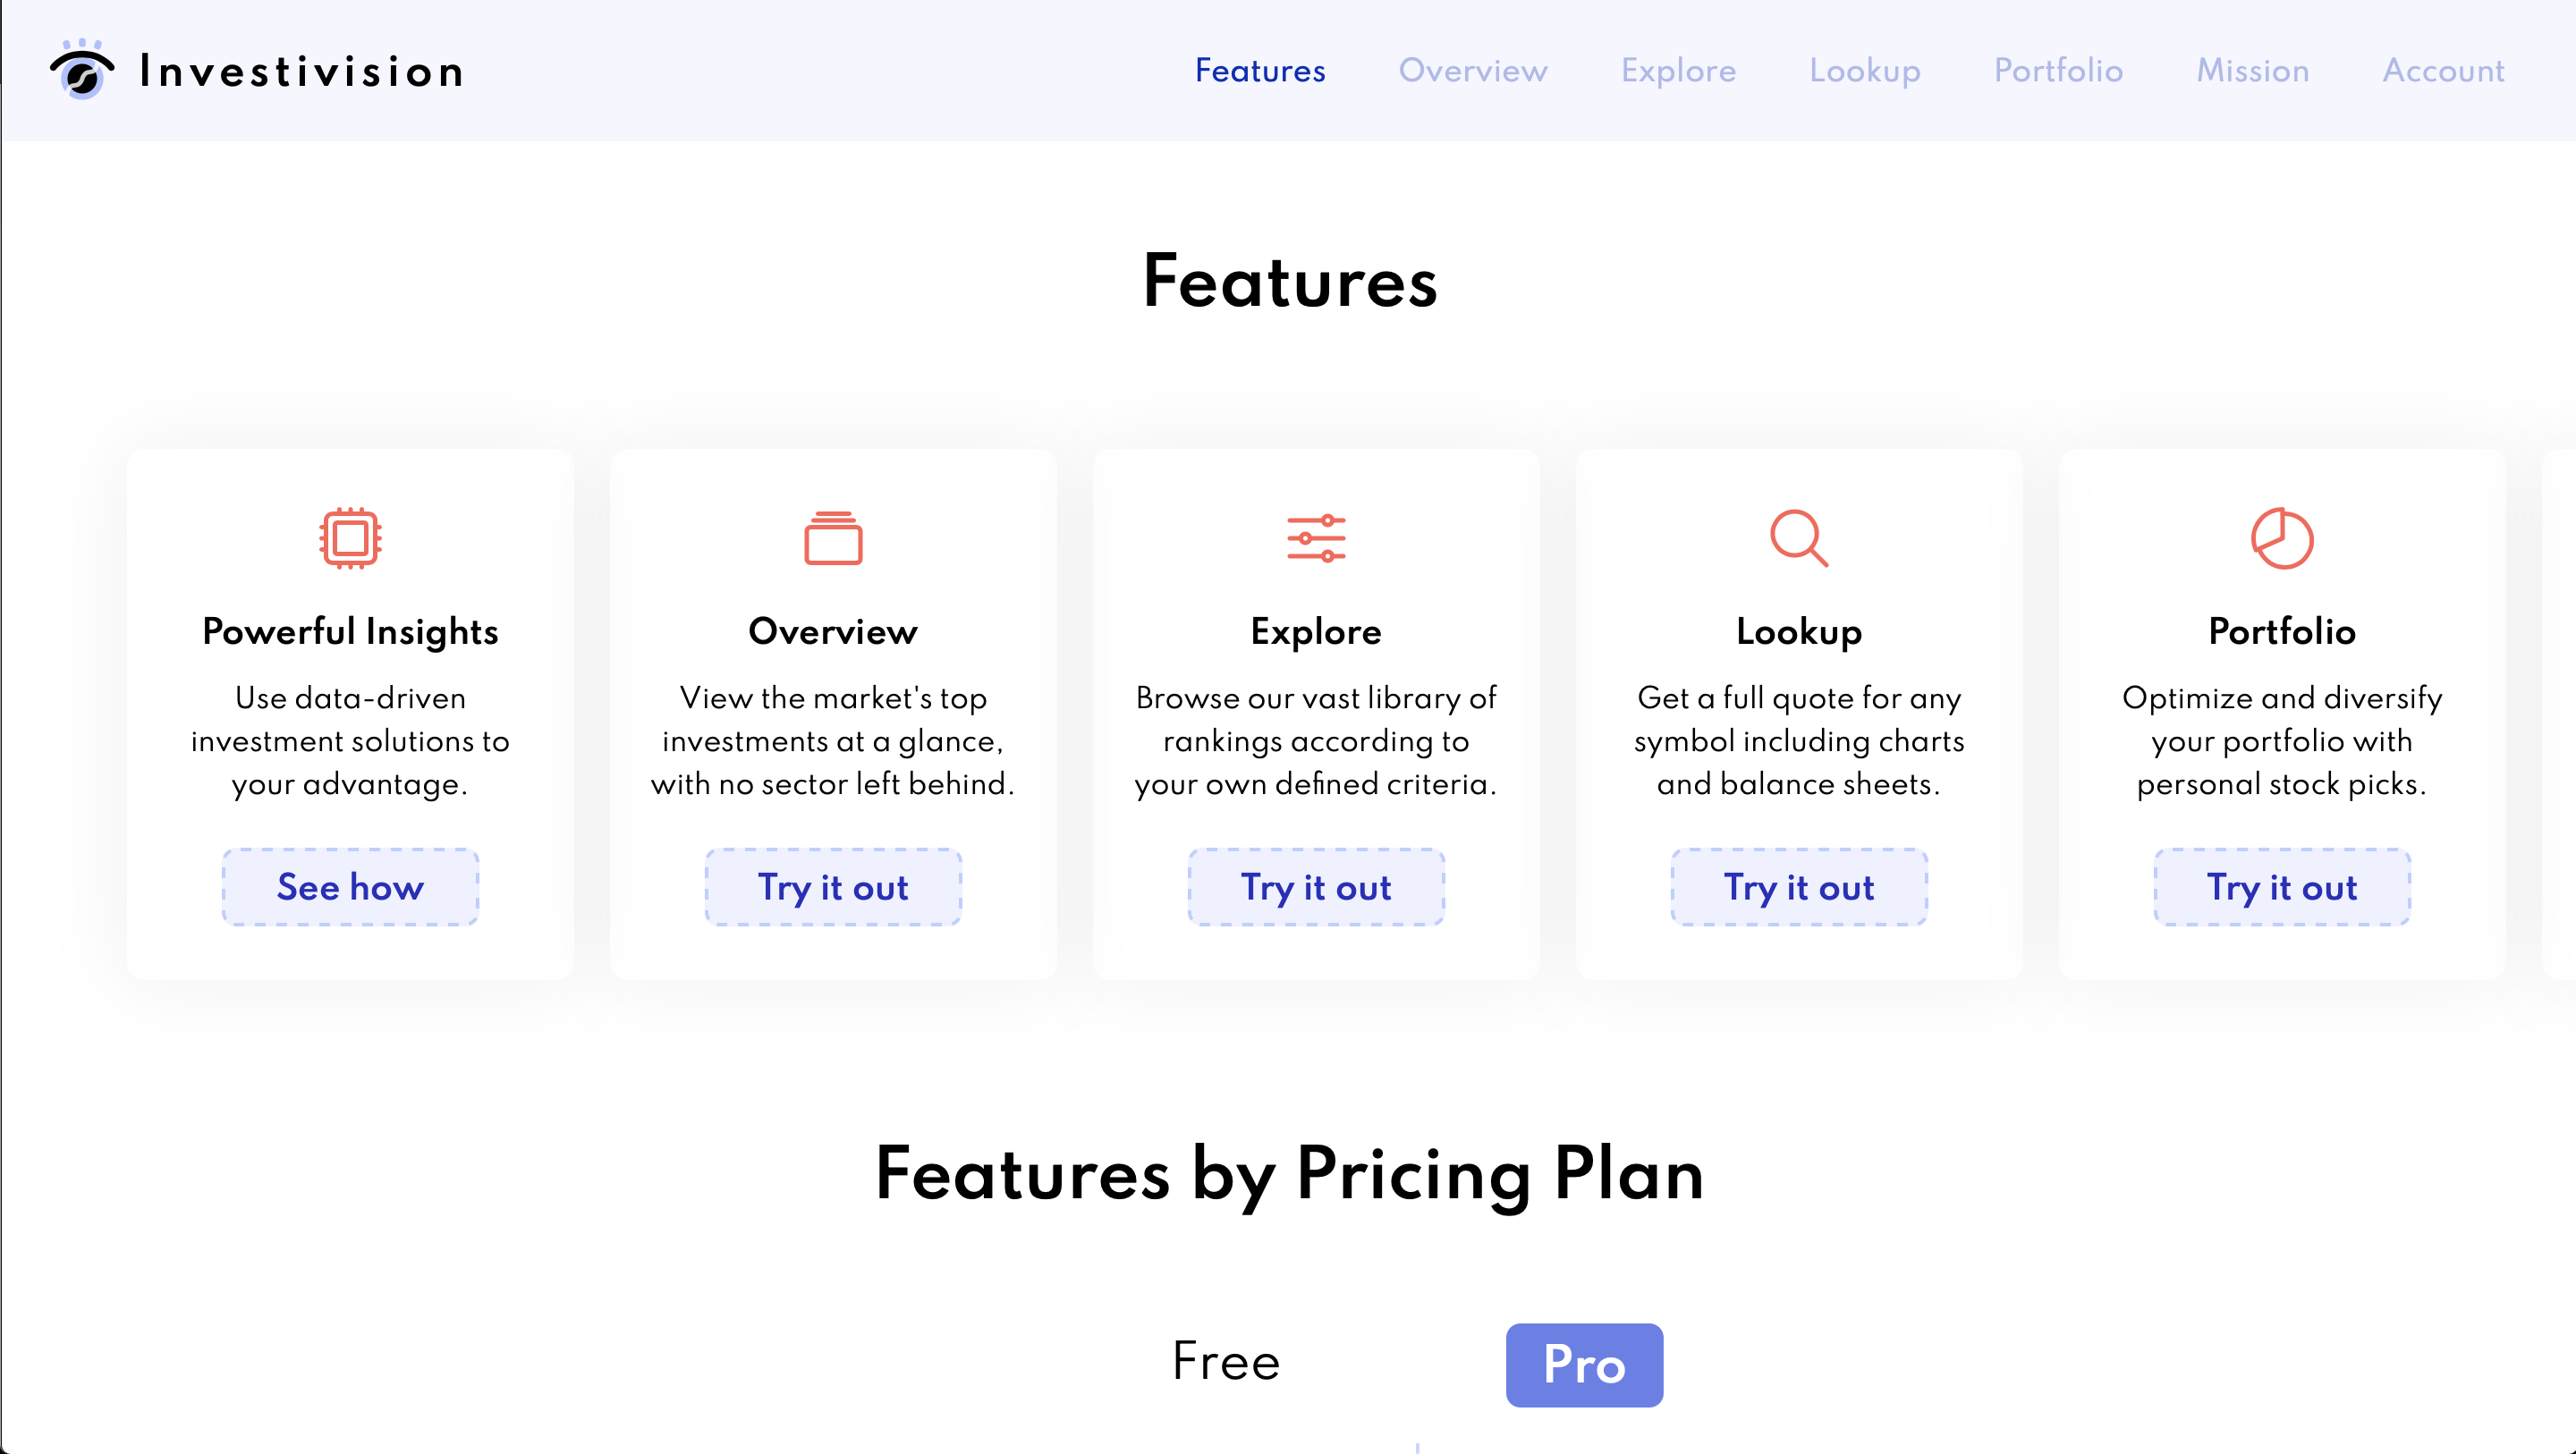 Investivision
Features
Overview
Explore
Lookup
Portfolio
Mission
Account
Features
Powerful Insights
Use data-driven
investment solutions to
your advantage.
See how
Overview
View the market's top
investments at a glance,
with no sector left behind.
Try it out
Explore
Browse our vast library of
rankings according to
your own defined criteria.
Try it out
Lookup
Get a full quote for any
symbol including charts
and balance sheets.
Try it out
Portfolio
Optimize and diversify
your portfolio with
personal stock picks.
Try it out
Features by Pricing Plan
Free
Pro